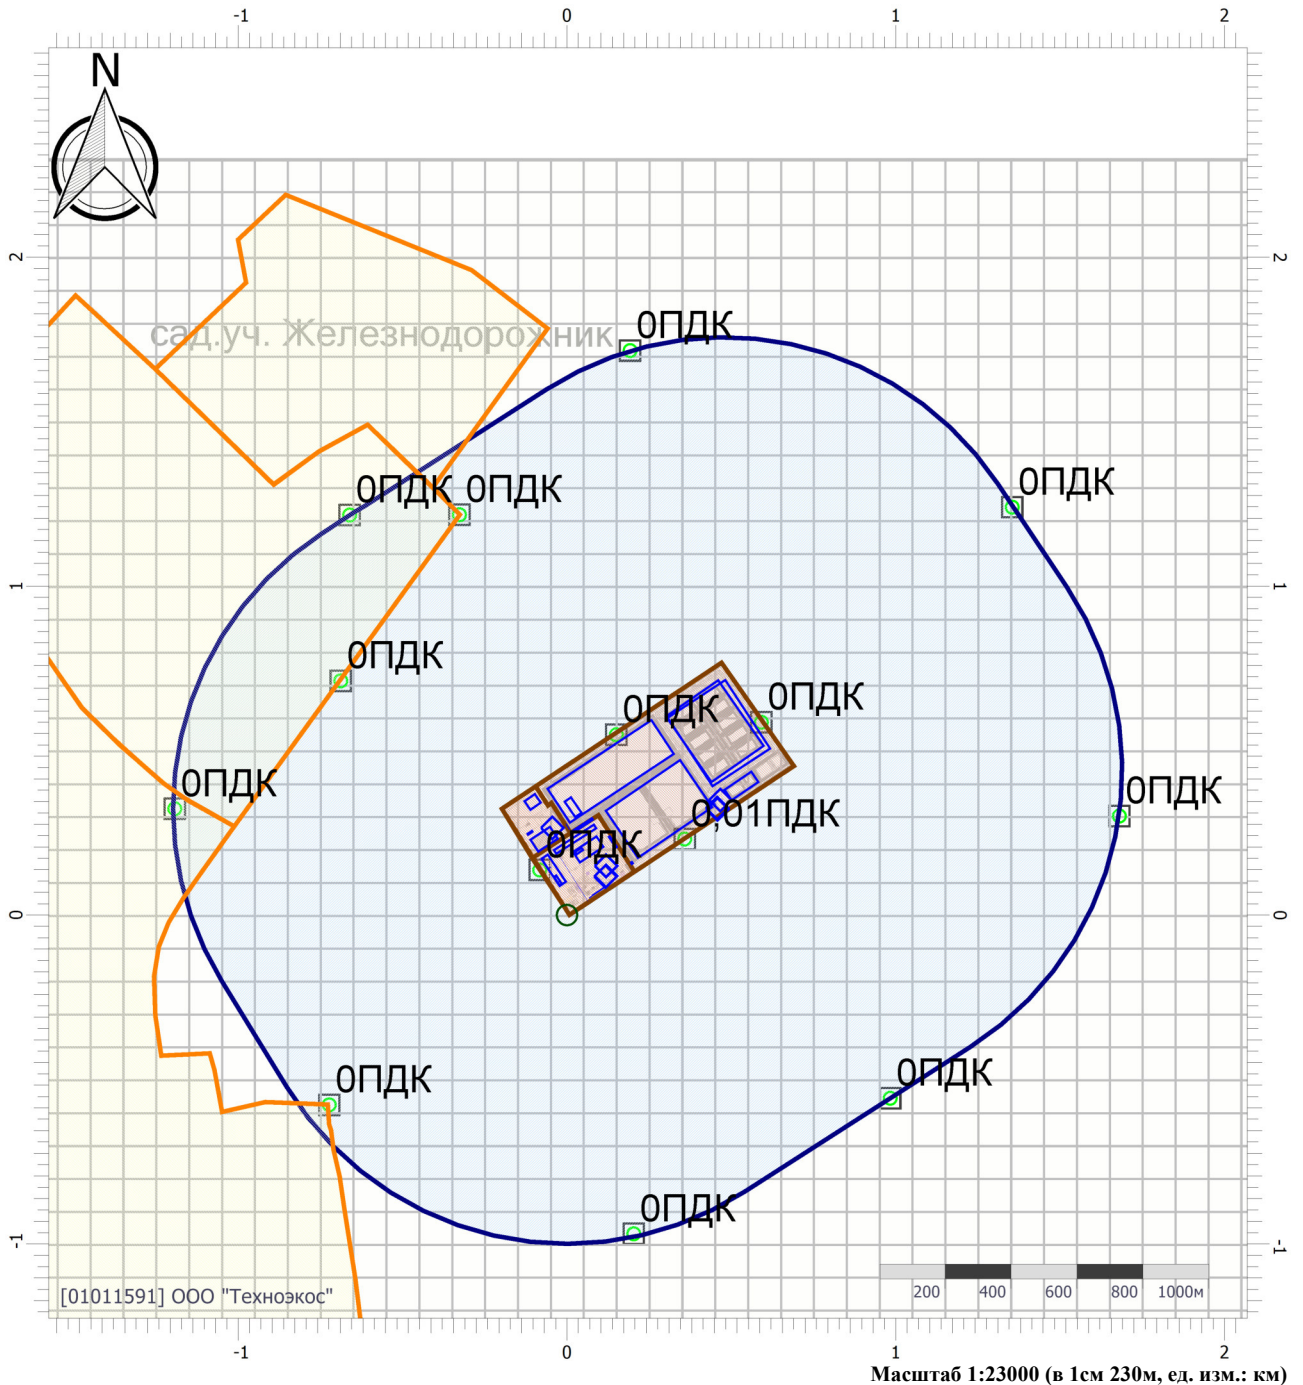 -1 0 1 2
N
2 2
сад.уч. Железнодорожник
0ПДК
0ПДК
0ПДК 0ПДК
1 1
0ПДК
0ПДК
0ПДК
0ПДК
0ПДК
0,01ПДК
0ПДК
0 0
0ПДК
0ПДК
0ПДК
-1 -1
200 400 600 800 1000м
[01011591] ООО "Техноэкос"
-1 0 1 2
Масштаб 1:23000 (в 1см 230м, ед. изм.: км)